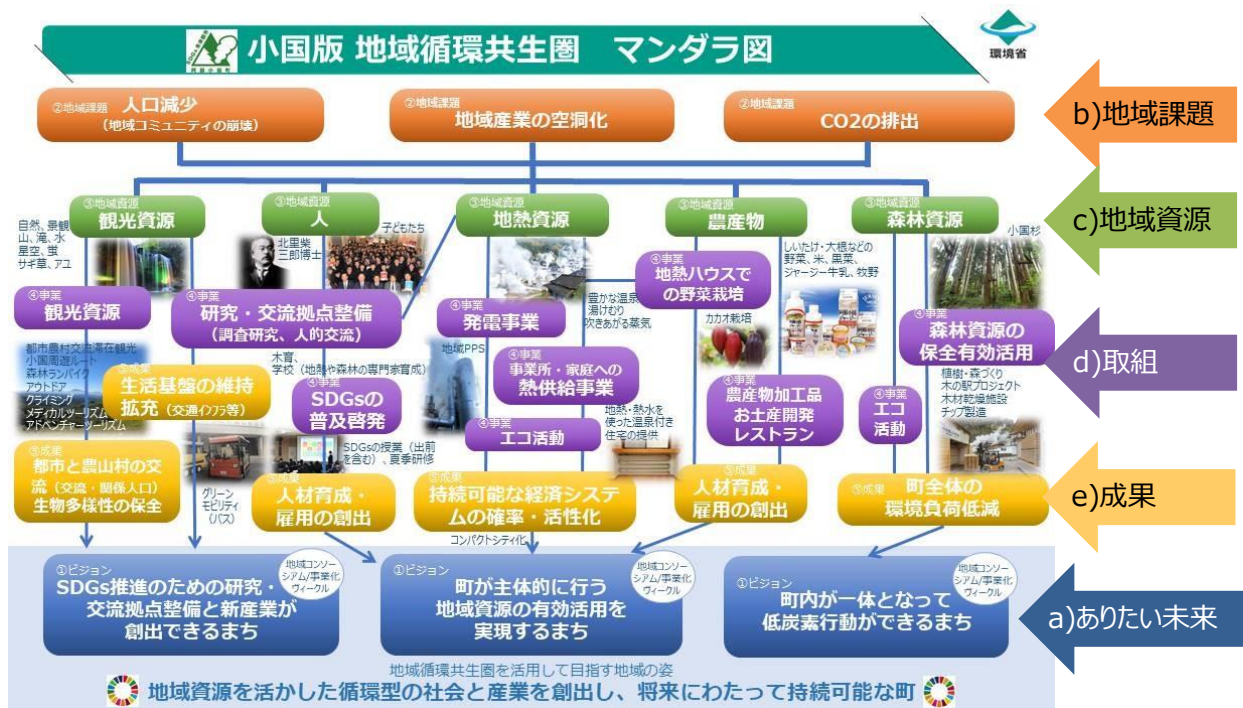 小国版 地域循環共生圏　マンダラ図
環境省
②地域課題 人口減少
（地域コミュニティの崩壊）
②地域課題
地域産業の空洞化
②地域課題
CO2の排出
b)地域課題
③地域資源
観光資源
③地域資源
人
③地域資源
地熱資源
③地域資源
農産物
③地域資源
森林資源
c)地域資源
自然、景観
山、滝、水
星空、蛍
サギ草、アユ
北里柴
三郎博士
子どもたち
豊かな温泉
湯けむり
吹きあがる蒸気
しいたけ・大根などの
野菜、米、果菜、
ジャージー牛乳、牧野
小国杉
④事業
観光資源
④事業
研究・交流拠点整備
（調査研究、人的交流）
④事業
発電事業
④事業
地熱ハウスで
の野菜栽培
カカオ栽培
④事業
森林資源の
保全有効活用
d)取組
都市農村交流滞在観光
小国周遊ルート
森林ランバイク
アウトドア
クライミング
メディカルツーリズム
アドベンチャーツーリズム
⑤成果
生活基盤の維持
拡充（交通インフラ等）
木育、
学校（地熱や森林の専門家育成）
④事業
SDGsの
普及啓発
SDGsの授業（出前
を含む）、夏季研修
地域PPS
④事業
事業所・家庭への
熱供給事業
④事業
エコ活動
地熱・熱水を
使った温泉付き
住宅の提供
④事業
農産物加工品
お土産開発
レストラン
④事業
エコ
活動
植樹・森づくり
木の駅プロジェクト
木材乾燥施設
チップ製造
⑤成果
都市と農山村の交
流（交流・関係人口）
生物多様性の保全
グリーン
モビリティ
（バス）
⑤成果
人材育成・
雇用の創出
⑤成果
持続可能な経済システ
ムの確率・活性化
コンパクトシティ化
⑤成果
人材育成・
雇用の創出
⑤成果 町全体の
環境負荷低減
e)成果
①ビジョン
SDGs推進のための研究・
交流拠点整備と新産業が
創出できるまち
地域コンソー
シアム/事業化
ヴィークル
①ビジョン
町が主体的に行う
地域資源の有効活用を
実現するまち
地域コンソー
シアム/事業化
ヴィークル
①ビジョン
町内が一体となって
低炭素行動ができるまち
地域コンソー
シアム/事業化
ヴィークル
a)ありたい未来
地域循環共生圏を活用して目指す地域の姿
地域資源を活かした循環型の社会と産業を創出し、将来にわたって持続可能な町